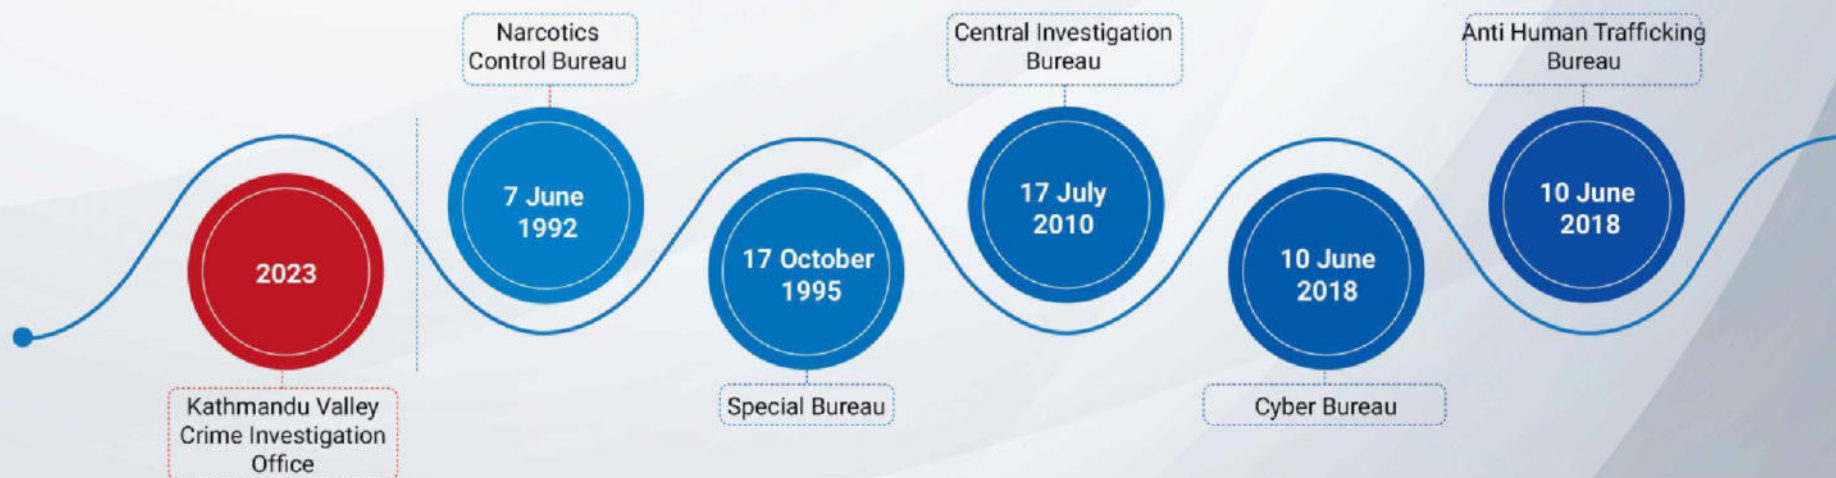 2023
Kathmandu Valley
Crime Investigation
Office
Narcotics
Control Bureau
7 June
1992
17 October
1995
Special Bureau
Central Investigation
Bureau
17 July
2010
10 June
2018
Cyber Bureau
Anti Human Trafficking
Bureau
10 June
2018